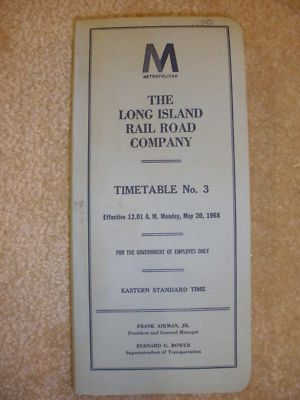 M
METROPOLITAN
THE
LONG ISLAND
RAIL ROAD
COMPANY
TIMETABLE No. 3
Effective 12.01 A. M. Monday, May 20, 1968
FOR THE GOVERNMENT OF EMPLOYES ONLY
EASTERN STANDARD TIME
FRANK AIKMAN, JR.
President and General Manager
BERNARD G. BOWER
Superintendent of Transportation